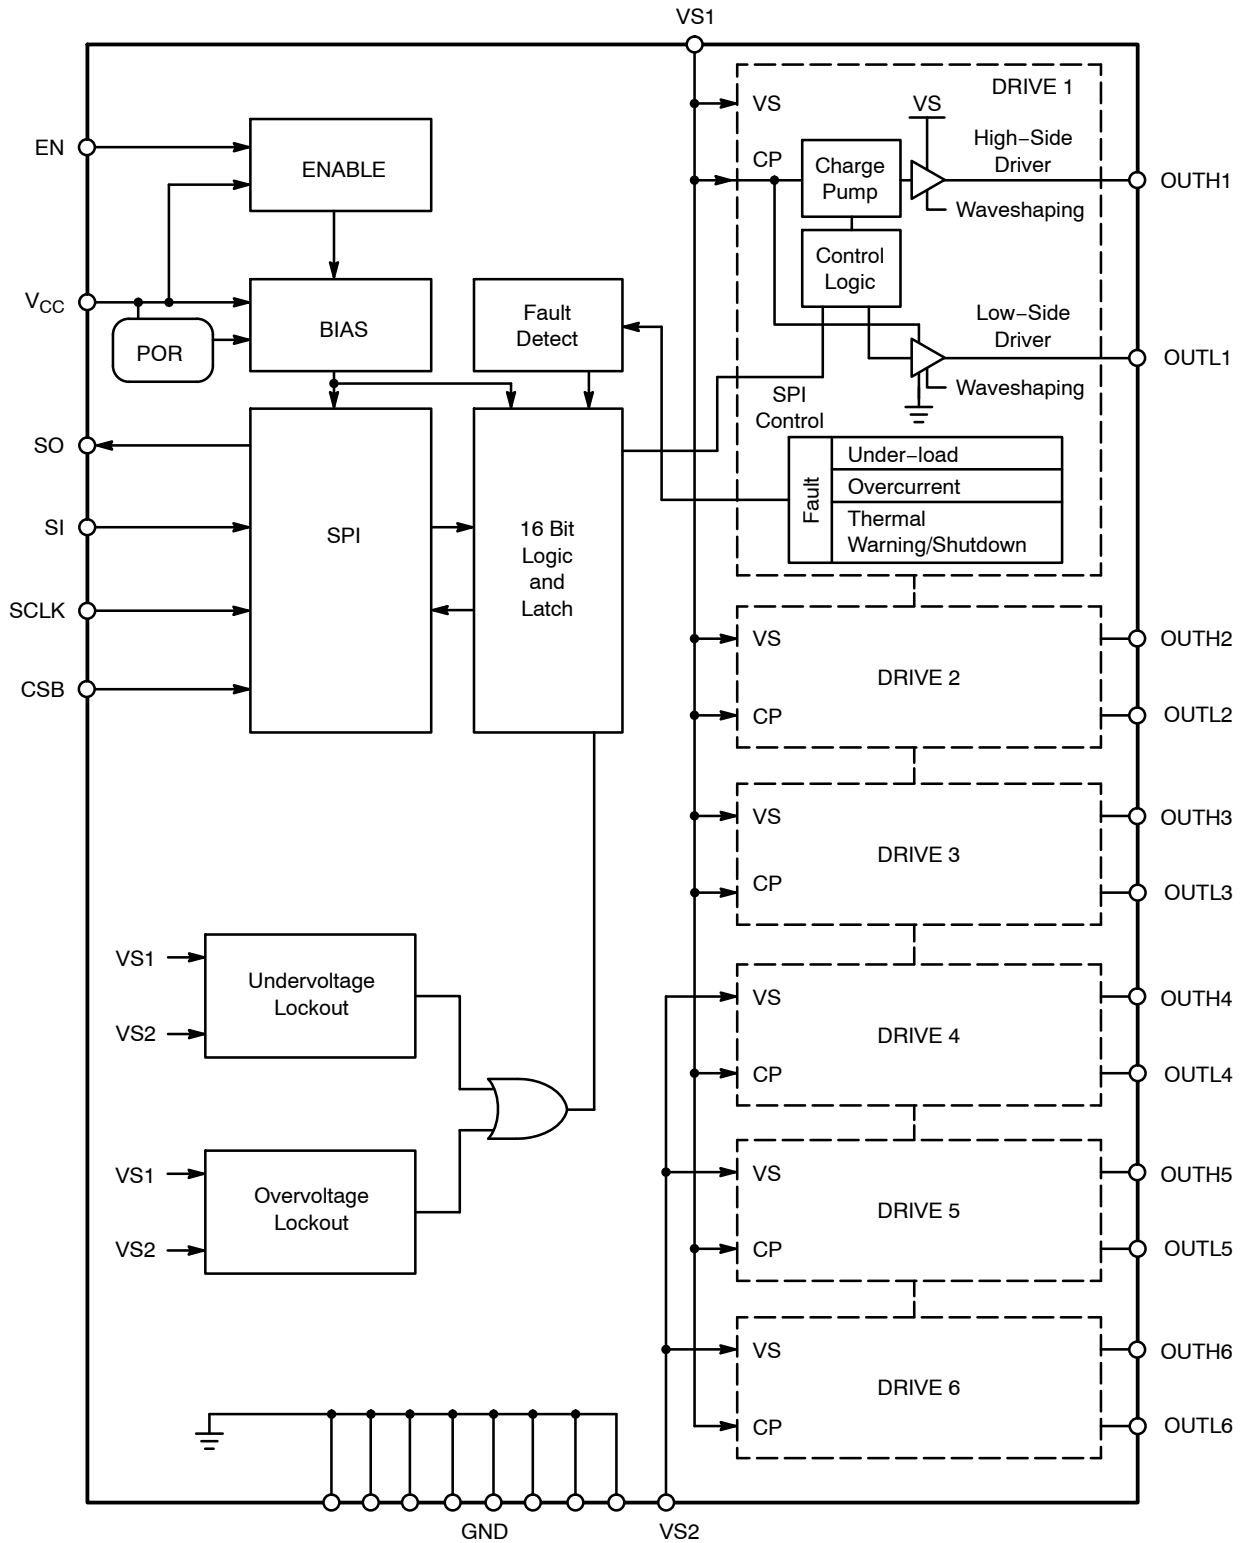 VS1
DRIVE 1
VS
VS
EN
ENABLE
CP
Charge
Pump
High−Side
Driver
OUTH1
Waveshaping
Control
Logic
VCC
POR
BIAS
Fault
Detect
Low−Side
Driver
OUTL1
Waveshaping
SPI
Control
SO
SI
SCLK
CSB
SPI
16 Bit
Logic
and
Latch
Fault
Under−load
Overcurrent
Thermal
Warning/Shutdown
VS
CP
DRIVE 2
OUTH2
OUTL2
VS
CP
DRIVE 3
OUTH3
OUTL3
VS1
VS2
Undervoltage
Lockout
VS
CP
DRIVE 4
OUTH4
OUTL4
VS1
VS2
Overvoltage
Lockout
VS
CP
DRIVE 5
OUTH5
OUTL5
VS
CP
DRIVE 6
OUTH6
OUTL6
GND
VS2